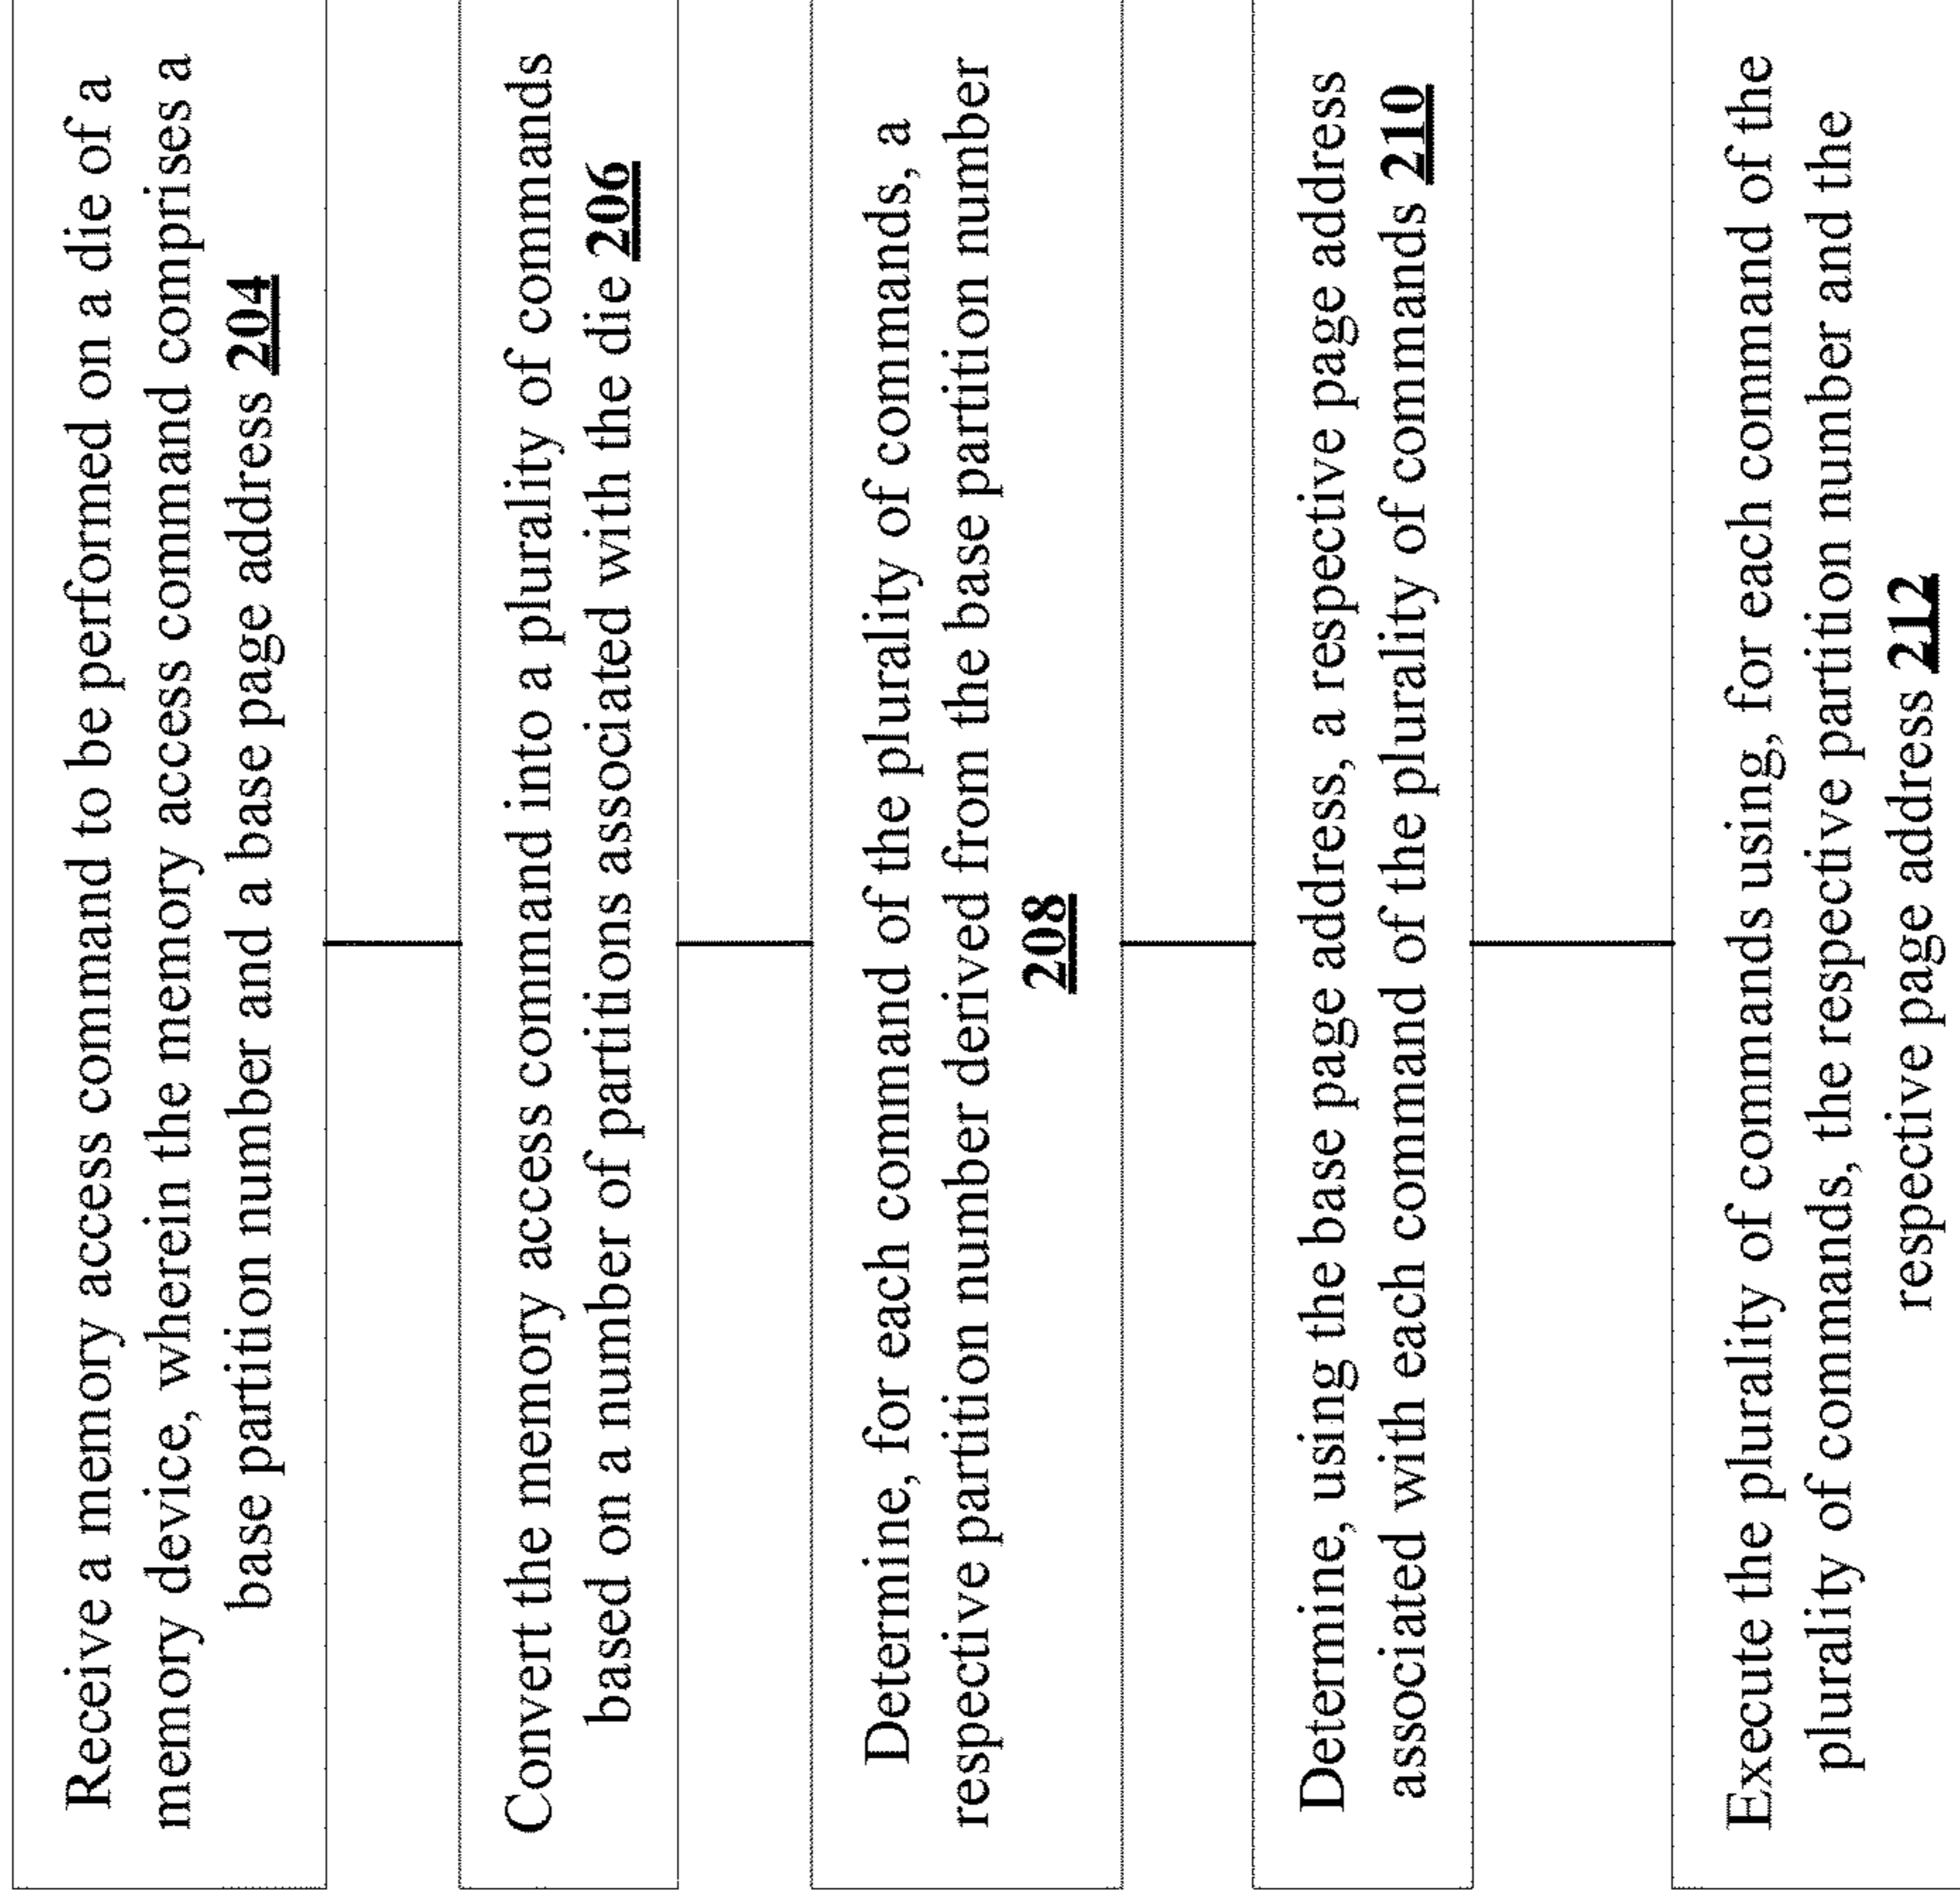 Receive a memory access command to be performed on a die of a
memory device, wherein the memory access command comprises a
base partition number and a base page address 204
Convert the memory access command into a plurality of commands
based on a number of partitions associated with the die 206
Determine, for each command of the plurality of commands, a
respective partition number derived from the base partition number
208
Determine, using the base page address, a respective page address
associated with each command of the plurality of commands 210
Execute the plurality of commands using, for each command of the
plurality of commands, the respective partition number and the
respective page address 212